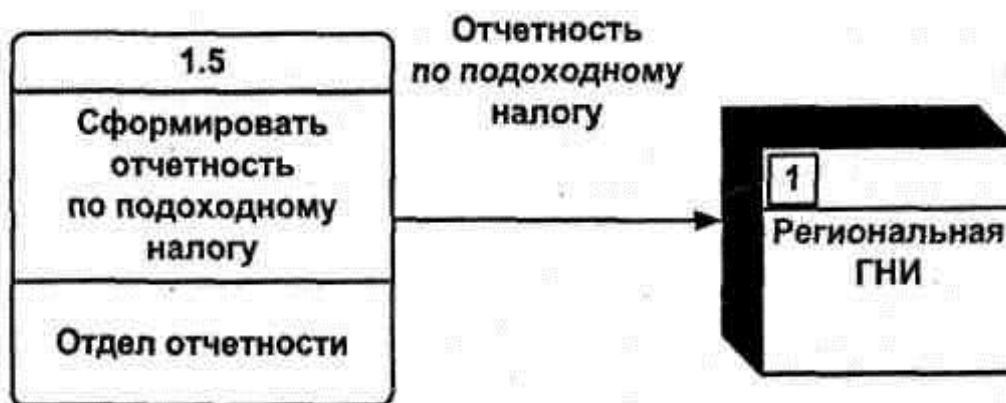 1.5
Сформировать
отчетность
по подоходному
налогу
Отдел отчетности
Отчетность
по подоходному
налогу
1
Региональная
ГНИ